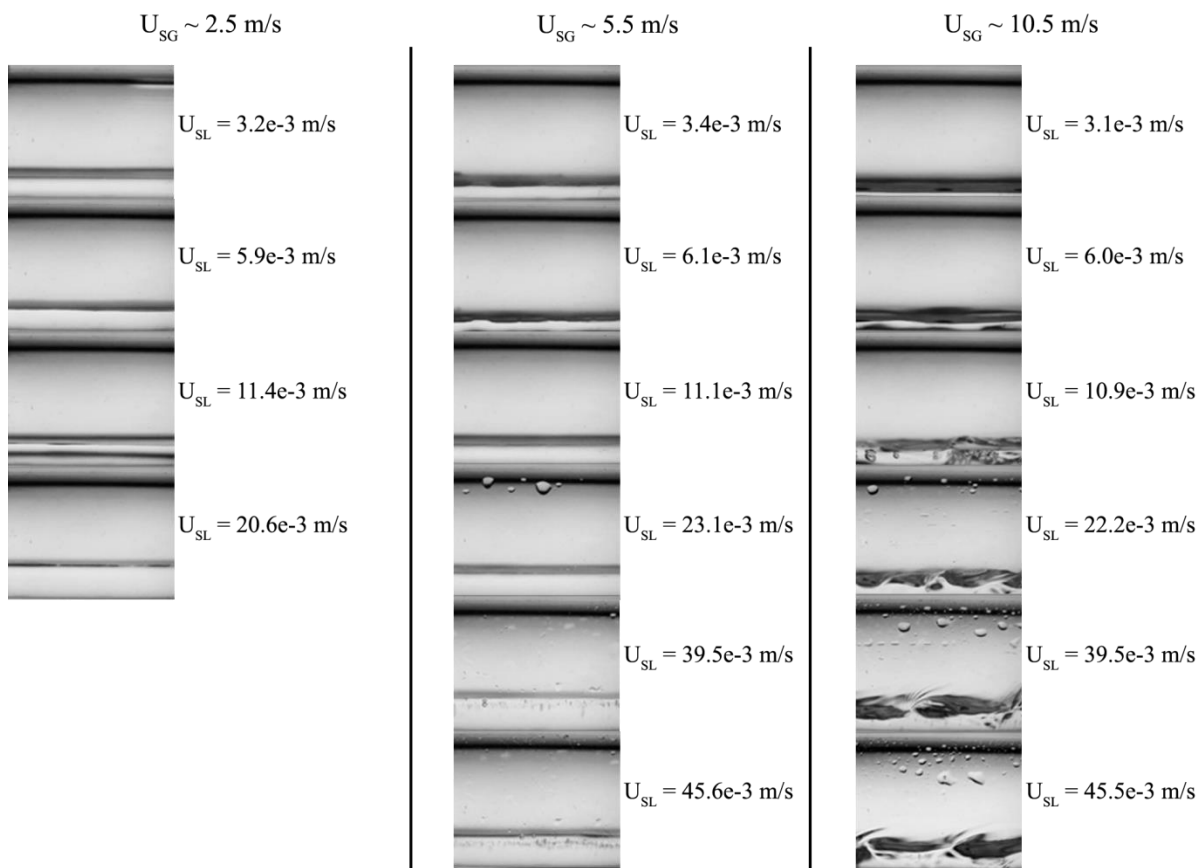 U_SG ~ 2.5 m/s
U_SL = 3.2e-3 m/s
U_SL = 5.9e-3 m/s
U_SL = 11.4e-3 m/s
U_SL = 20.6e-3 m/s
U_SG ~ 5.5 m/s
U_SL = 3.4e-3 m/s
U_SL = 6.1e-3 m/s
U_SL = 11.1e-3 m/s
U_SL = 23.1e-3 m/s
U_SL = 39.5e-3 m/s
U_SL = 45.6e-3 m/s
U_SG ~ 10.5 m/s
U_SL = 3.1e-3 m/s
U_SL = 6.0e-3 m/s
U_SL = 10.9e-3 m/s
U_SL = 22.2e-3 m/s
U_SL = 39.5e-3 m/s
U_SL = 45.5e-3 m/s